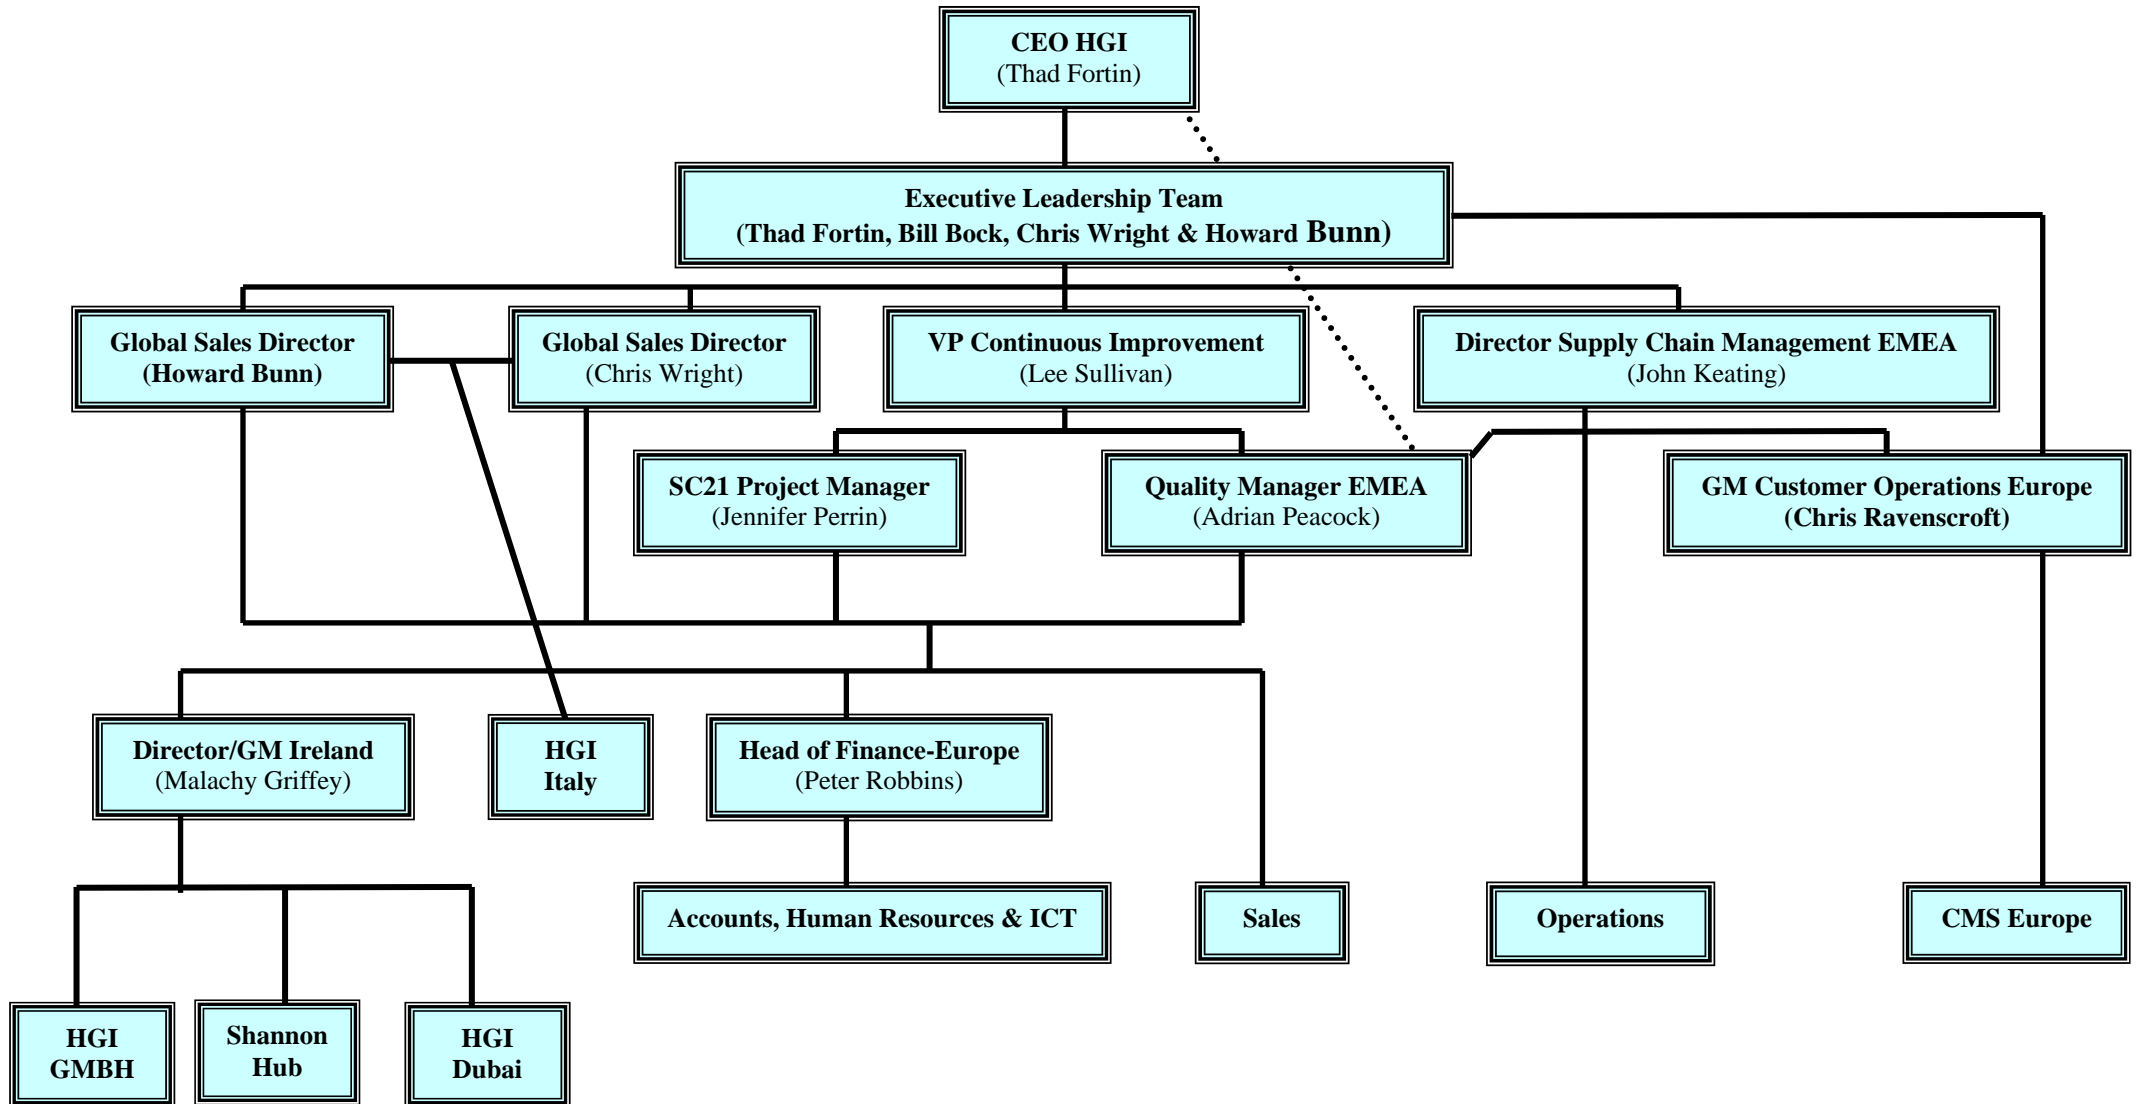 CEO HGI
(Thad Fortin)
Executive Leadership Team
(Thad Fortin, Bill Bock, Chris Wright & Howard Bunn)
Global Sales Director
(Howard Bunn)
Global Sales Director
(Chris Wright)
VP Continuous Improvement
(Lee Sullivan)
Director Supply Chain Management EMEA
(John Keating)
SC21 Project Manager
(Jennifer Perrin)
Quality Manager EMEA
(Adrian Peacock)
GM Customer Operations Europe
(Chris Ravenscroft)
Director/GM Ireland
(Malachy Griffey)
HGI
Italy
Head of Finance-Europe
(Peter Robbins)
Accounts, Human Resources & ICT
Sales
Operations
CMS Europe
HGI
GMBH
Shannon
Hub
HGI
Dubai